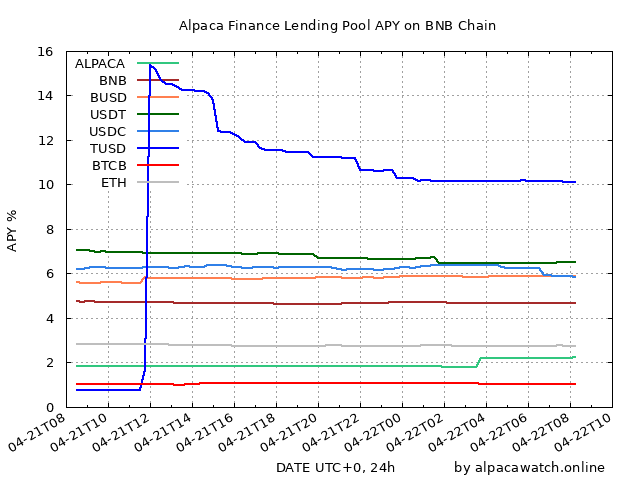 Alpaca Finance Lending Pool APY on BNB Chain
16
14
12
10
8
6
4
2
0
APY %
ALPACA
BNB
BUSD
USDT
USDC
TUSD
BTCB
ETH
04-21T08
04-21T10
04-21T12
04-21T14
04-21T16
04-21T18
04-21T20
04-21T22
04-22T00
04-22T02
04-22T04
04-22T06
04-22T08
04-22T10
DATE UTC+0, 24h
by alpacawatch.online